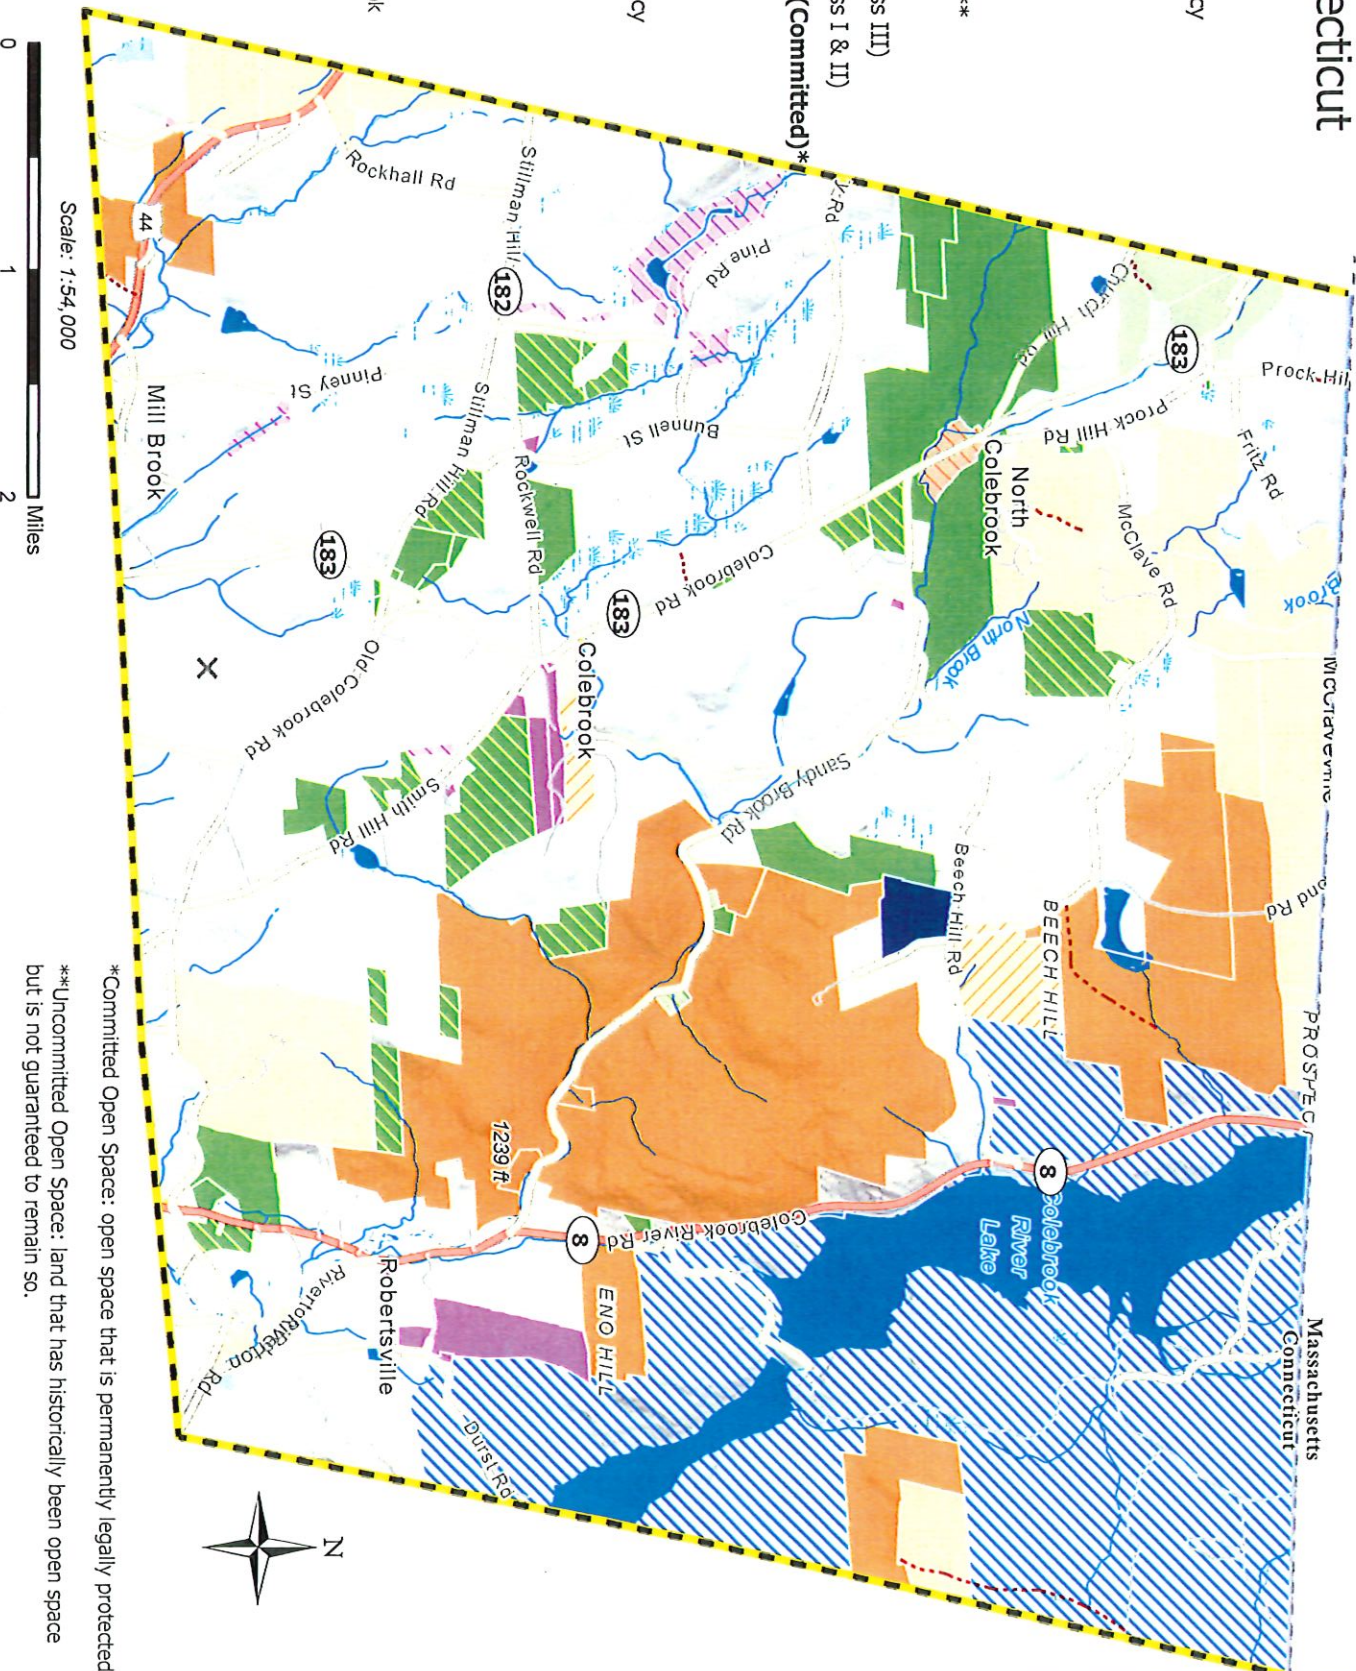 ecticut
cy
**
ss III)
ss I & II)
(Committed)*
cy
k
Massachusetts
Connecticut
PROSPECT
Pond Rd
Brook
Prock Hill
Fritz Rd
183
Church Hill Rd
Prock Hill Rd
McClave Rd
North
Colebrook
North Brook
BEECH HILL
Beech Hill Rd
8
Colebrook
River
Lake
Sandy Brook Rd
Colebrook River Rd
y-Rd
Pine Rd
Bunnell St
Colebrook Rd
183
Colebrook
8
ENO HILL
1239 ft
Stillman Hill
182
Stillman Hill Rd
Rockwell Rd
Rockhall Rd
Smith Hill Rd
Durst Rd
Robertsville
Pinney St
183
Old Colebrook Rd
Riverton Rd
44
Mill Brook
X
N
Scale: 1:54,000
0 1 2
Miles
*Committed Open Space: open space that is permanently legally protected
**Uncommitted Open Space: land that has historically been open space
but is not guaranteed to remain so.